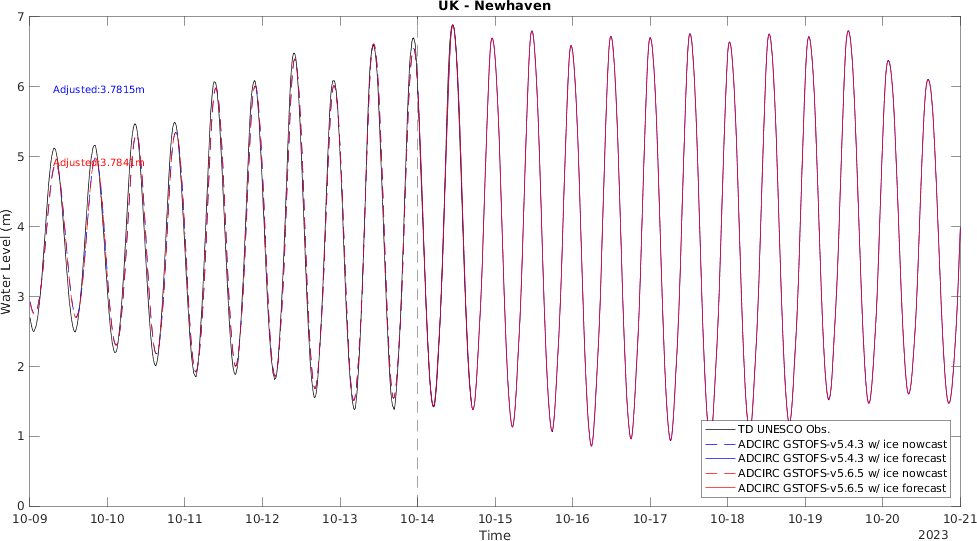 UK - Newhaven
7
6
5
4
3
2
1
0
Water Level (m)
Adjusted:3.7815m
Adjusted:3.7841m
TD UNESCO Obs.
ADCIRC GSTOFS-v5.4.3 w/ ice nowcast
ADCIRC GSTOFS-v5.4.3 w/ ice forecast
ADCIRC GSTOFS-v5.6.5 w/ ice nowcast
ADCIRC GSTOFS-v5.6.5 w/ ice forecast
10-09 10-10 10-11 10-12 10-13 10-14 10-15 10-16 10-17 10-18 10-19 10-20 10-21
Time
2023